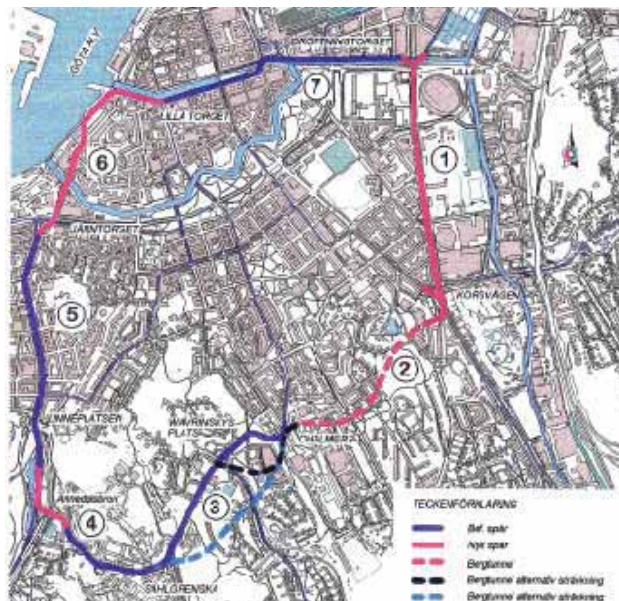 GÖTA ÄLV
DROTTNINGTORGET
LILLA TORGET
7
6
1
JÄRNTORGET
5
KORSVÄGEN
2
LINNÉPLATSEN
WAVRINSKYS
PLATS
CHALMERS
3
Annedalsbron
4
SAHLGRENSKA
TECKENFÖRKLARING
Bef. spår
Nytt spår
Bergtunnel
Bergtunnel alternativ sträckning
Bergtunnel alternativ sträckning